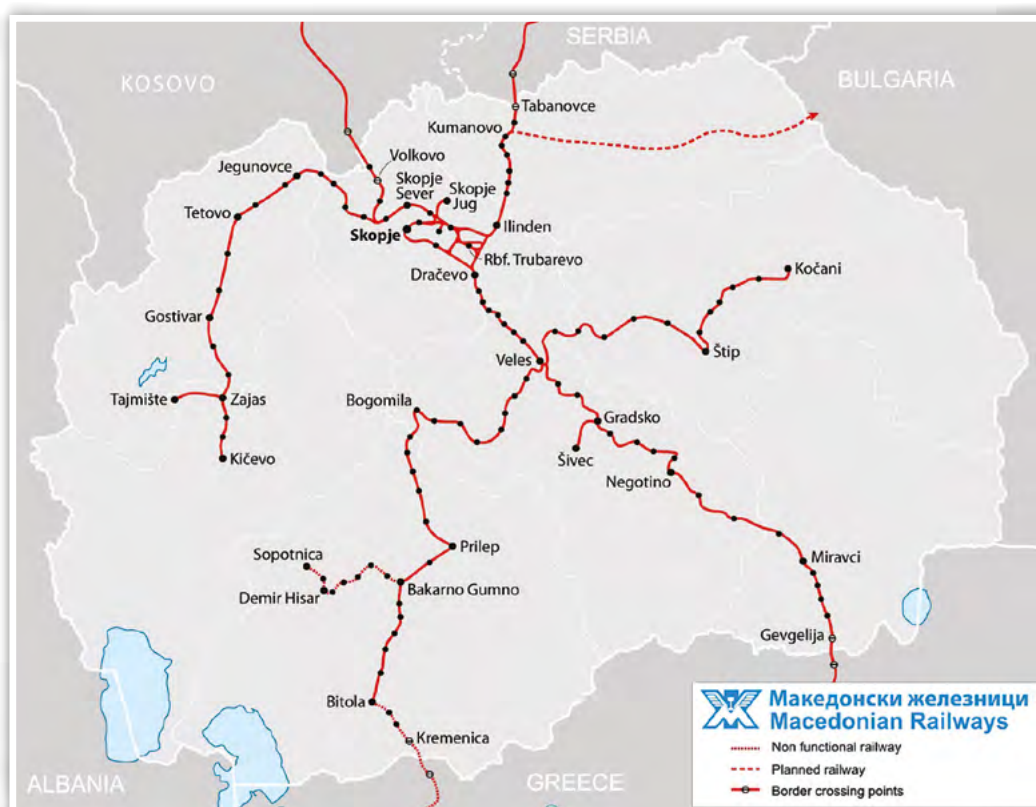 SERBIA
KOSOVO
BULGARIA
Tabanovce
Kumanovo
Volkovo
Jegunovce
Skopje
Sever
Skopje
Jug
Tetovo
Skopje
Ilinden
Rbf. Trubarevo
Dračevo
Kočani
Gostivar
Štip
Veles
Tajmište
Zajas
Bogomila
Gradsko
Kičevo
Šivec
Negotino
Prilep
Sopotnica
Miravci
Bakarno Gumno
Demir Hisar
Gevgelija
Bitola
Kremenica
Македонски железници
Macedonian Railways
Non functional railway
Planned railway
Border crossing points
ALBANIA
GREECE